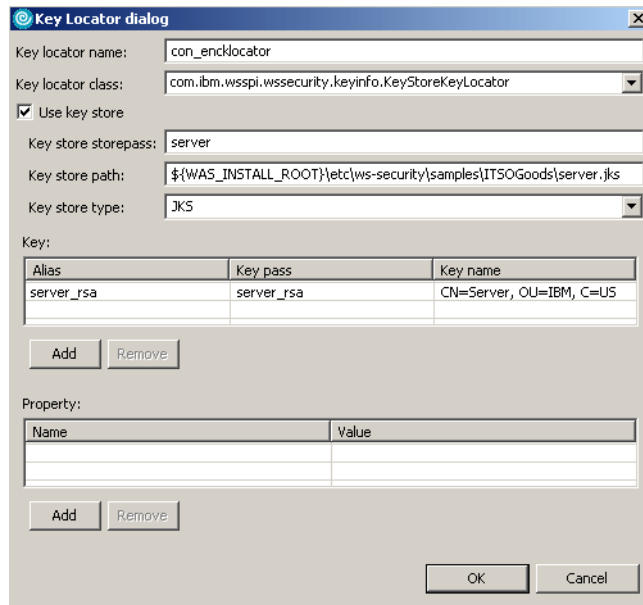 Key Locator dialog
Key locator name: con_encklocator
Key locator class: com.ibm.wsspi.wssecurity.keyinfo.KeyStoreKeyLocator
Use key store
Key store storepass: server
Key store path: ${WAS_INSTALL_ROOT}\etc\ws-security\samples\ITSOGoods\server.jks
Key store type: JKS
Key:
Alias Key pass Key name
server_rsa server_rsa CN=Server, OU=IBM, C=US
Add Remove
Property:
Name Value
Add Remove
OK Cancel